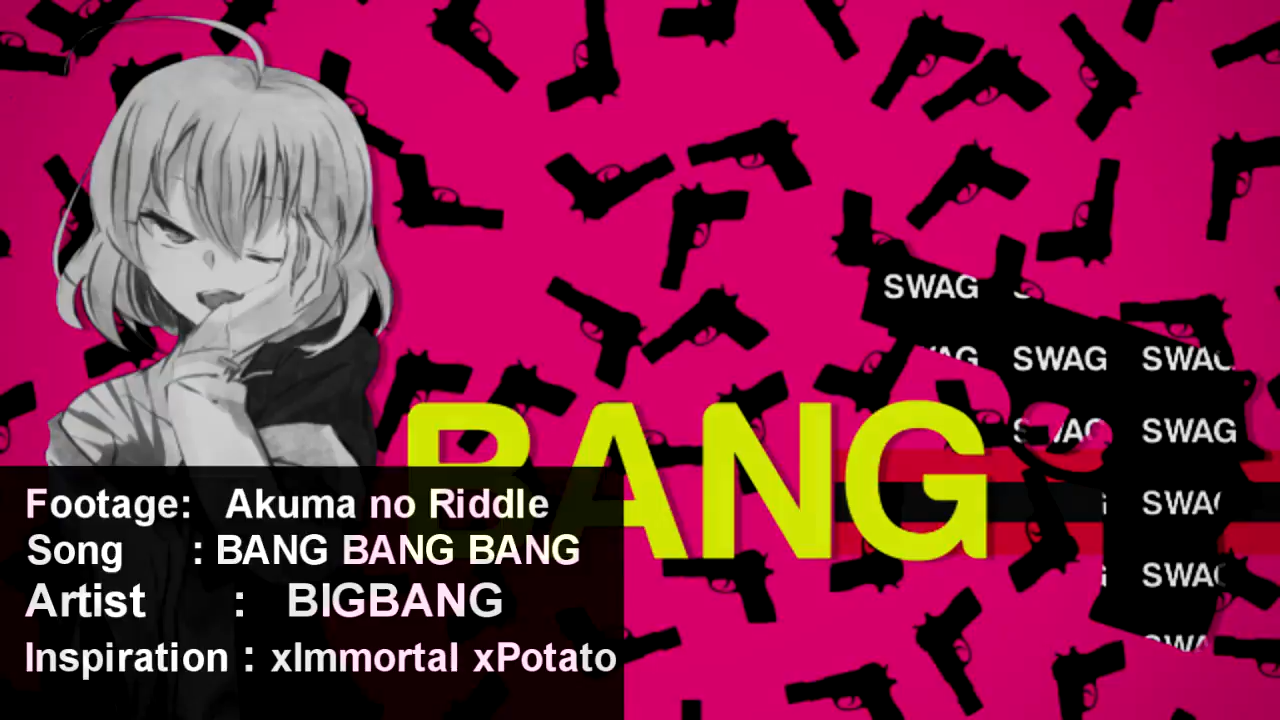 SWAG
SWAG SWAG
SWAG
SWAG
BANG
Footage: Akuma no Riddle
Song : BANG BANG BANG
Artist : BIGBANG
Inspiration : xImmortal xPotato